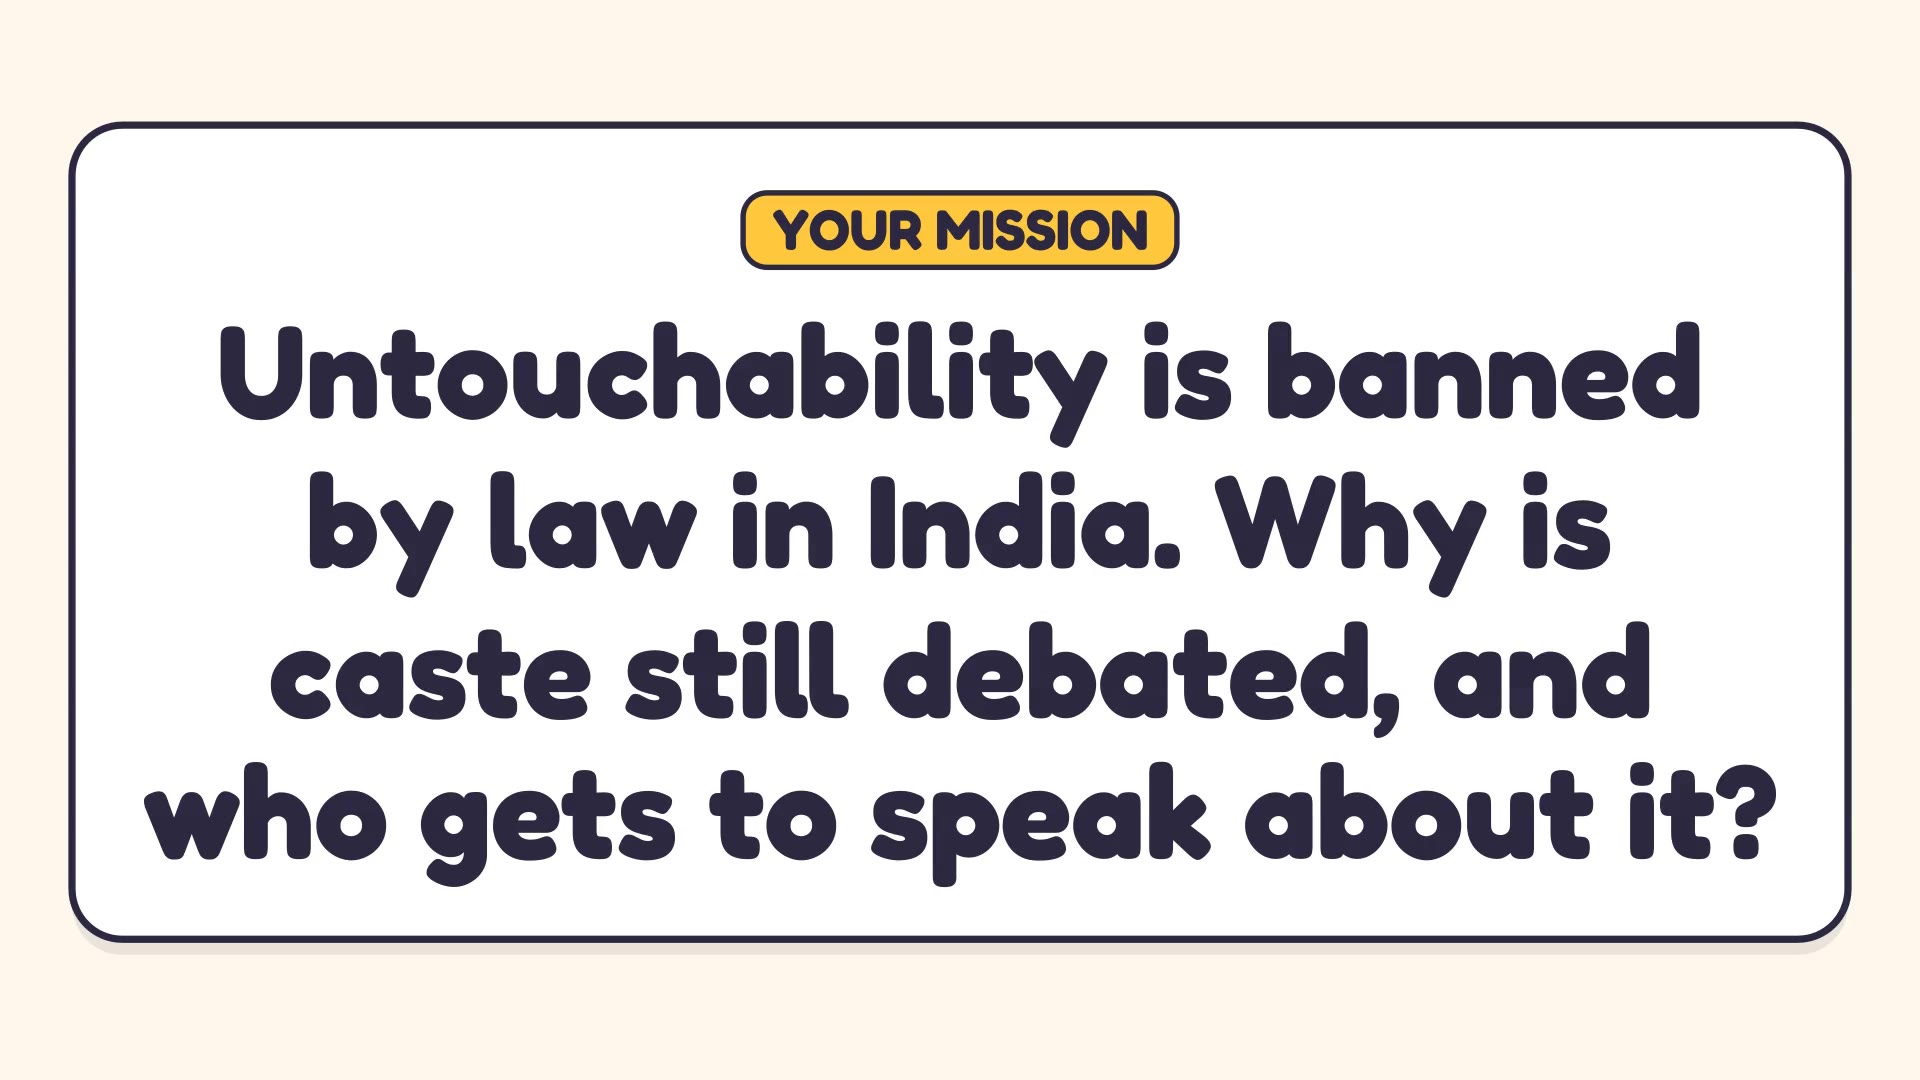 YOUR MISSION
Untouchability is banned
by law in India. Why is
caste still debated, and
who gets to speak about it?